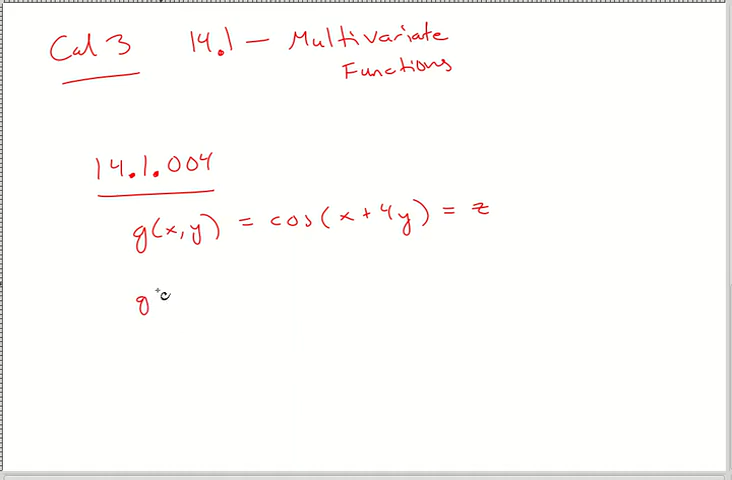 Cal 3 14.1 — Multivariate
Functions
14.1.004
g(x,y) = cos(x+4y) = z
g